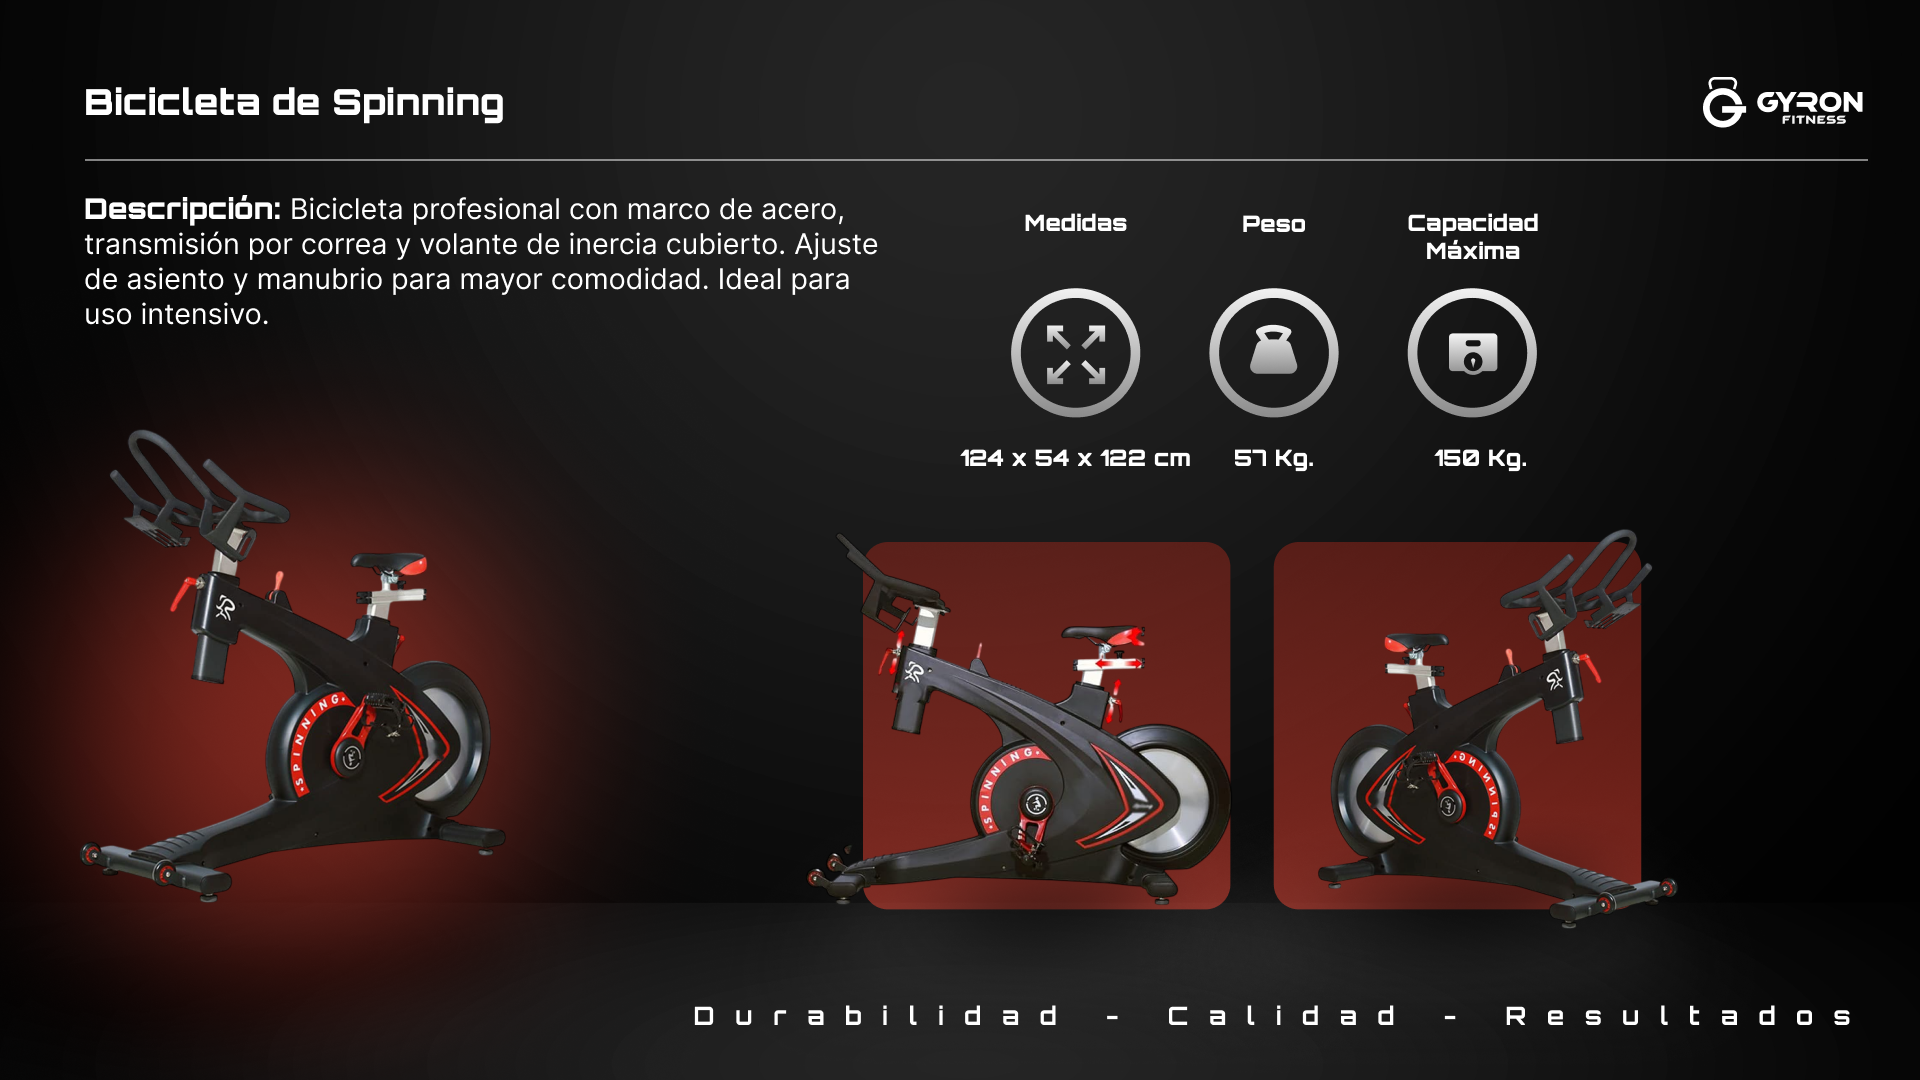 Bicicleta de Spinning
GYRON
FITNESS
Descripción: Bicicleta profesional con marco de acero,
transmisión por correa y volante de inercia cubierto. Ajuste
de asiento y manubrio para mayor comodidad. Ideal para
uso intensivo.
Medidas
Peso
Capacidad
Máxima
124 x 54 x 122 cm
57 Kg.
150 Kg.
SPINNING
SPINNING
SPINNING
Durabilidad - Calidad - Resultados